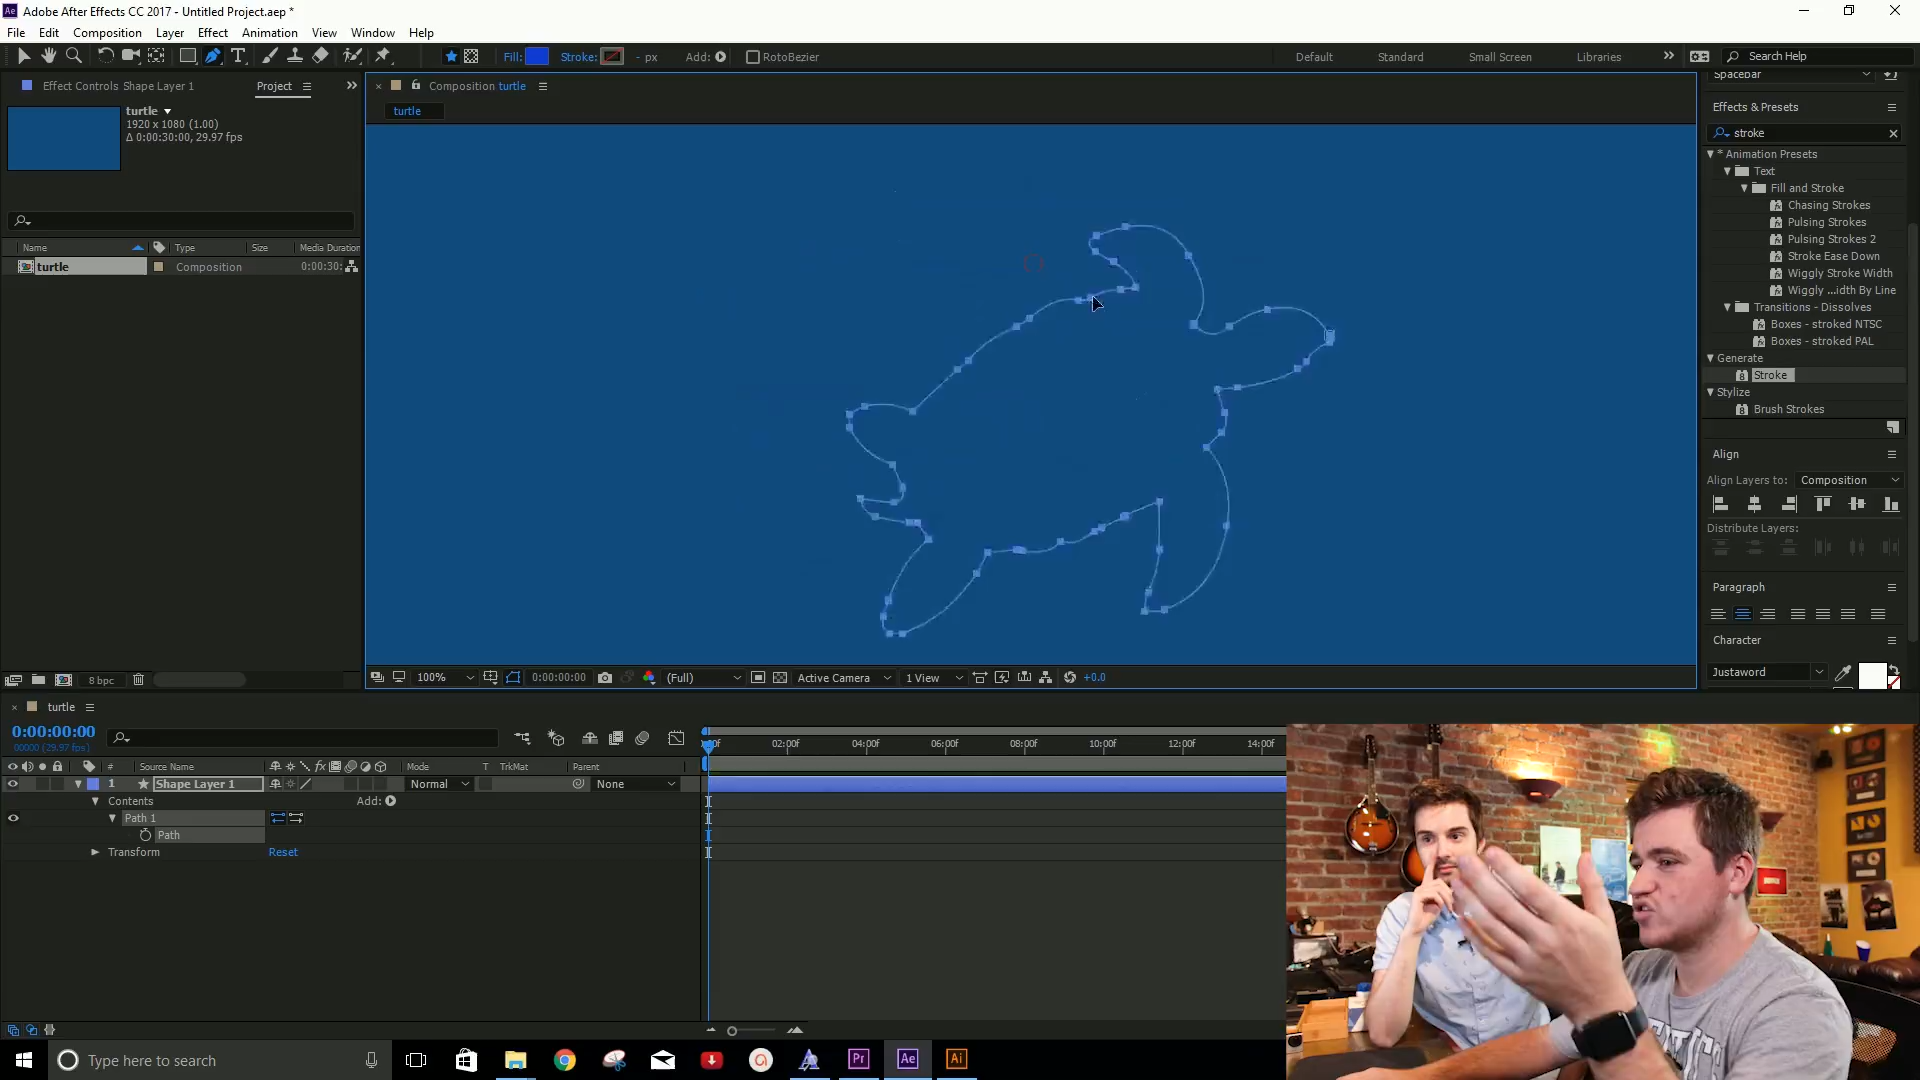 Adobe After Effects CC 2017 - Untitled Project.aep *
File Edit Composition Layer Effect Animation View Window Help
Fill: Stroke: - px Add: RotoBezier Default Standard Small Screen Libraries Search Help
Effect Controls Shape Layer 1 Project
Composition turtle
turtle
turtle
1920 x 1080 (1.00)
Δ 0:00:30:00, 29.97 fps
Name Type Size Media Duration
turtle Composition 0:00:30:
8 bpc
100% 0:00:00:00 (Full) Active Camera 1 View +0.0
Spacebar
Effects & Presets
stroke
* Animation Presets
Text
Fill and Stroke
Chasing Strokes
Pulsing Strokes
Pulsing Strokes 2
Stroke Ease Down
Wiggly Stroke Width
Wiggly ...idth By Line
Transitions - Dissolves
Boxes - stroked NTSC
Boxes - stroked PAL
Generate
Stroke
Stylize
Brush Strokes
Align
Align Layers to: Composition
Distribute Layers:
Paragraph
Character
Justaword
turtle
0:00:00:00
00000 (29.97 fps)
02:00f 04:00f 06:00f 08:00f 10:00f 12:00f 14:00f
# Source Name Mode T TrkMat Parent
1 Shape Layer 1 Normal None
Contents Add:
Path 1
Path
Transform Reset
Type here to search
Pr Ae Ai